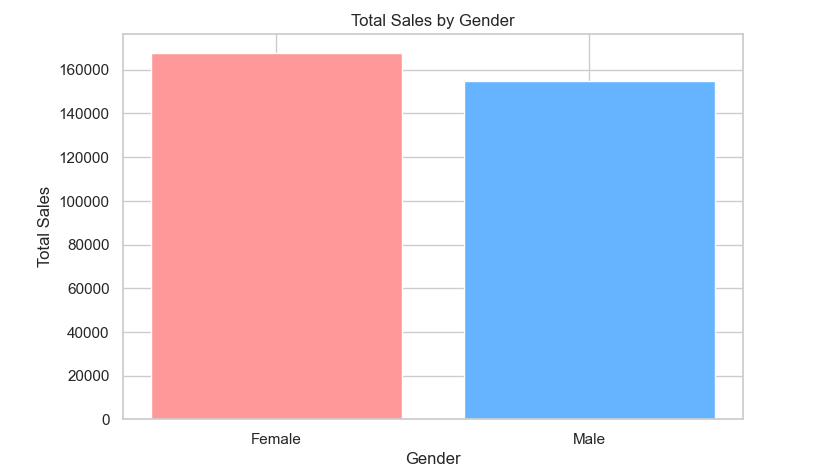 Total Sales by Gender
Total Sales
160000
140000
120000
100000
80000
60000
40000
20000
0
Female
Male
Gender